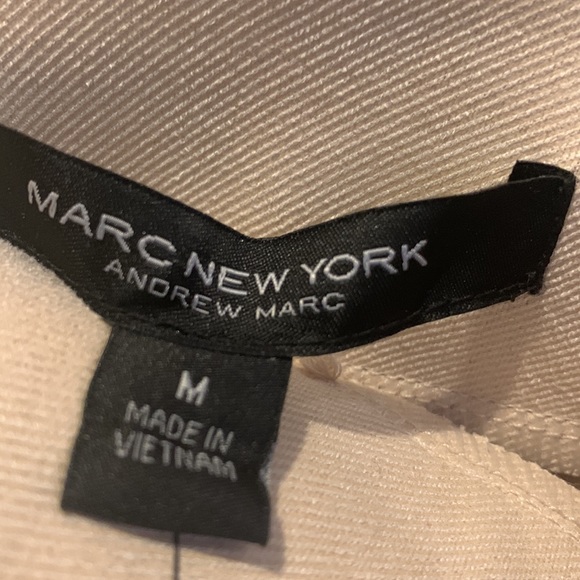 MARC NEW YORK
ANDREW MARC
M
MADE IN
VIETNAM